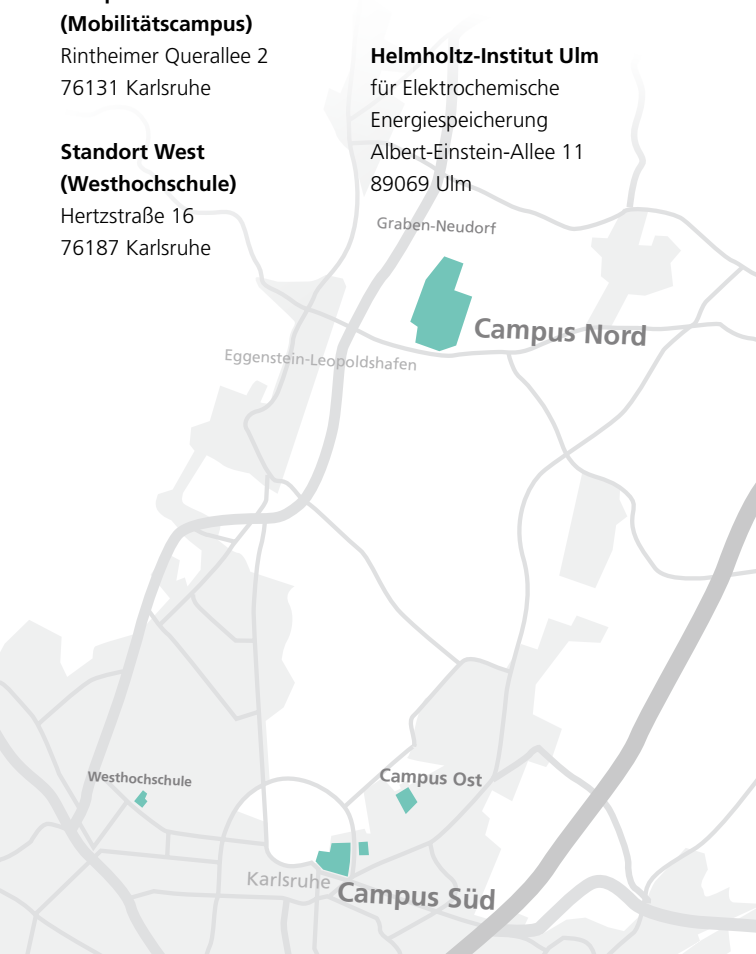 (Mobilitätscampus)
Rintheimer Querallee 2
76131 Karlsruhe
Standort West
(Westhochschule)
Hertzstraße 16
76187 Karlsruhe
Helmholtz-Institut Ulm
für Elektrochemische
Energiespeicherung
Albert-Einstein-Allee 11
89069 Ulm
Graben-Neudorf
Campus Nord
Eggenstein-Leopoldshafen
Westhochschule
Campus Ost
Karlsruhe
Campus Süd